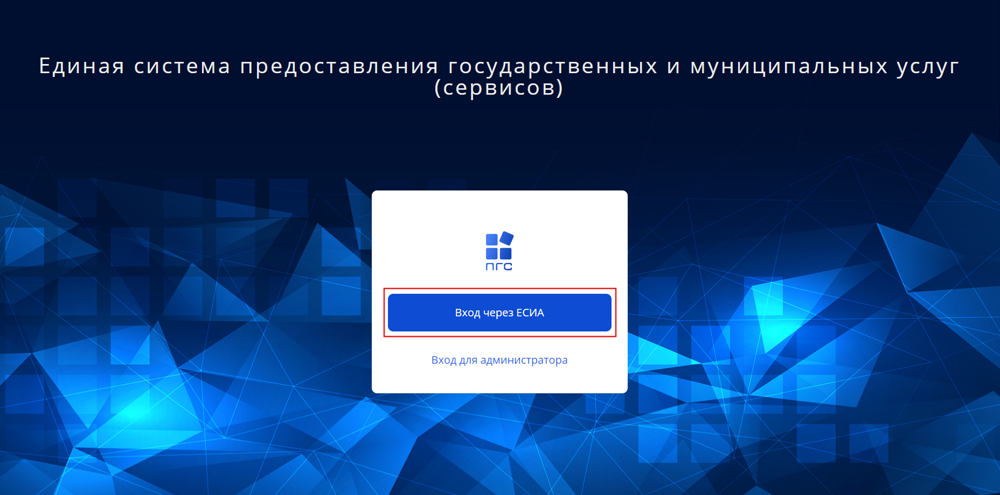 Единая система предоставления государственных и муниципальных услуг
(сервисов)
пгс
Вход через ЕСИА
Вход для администратора